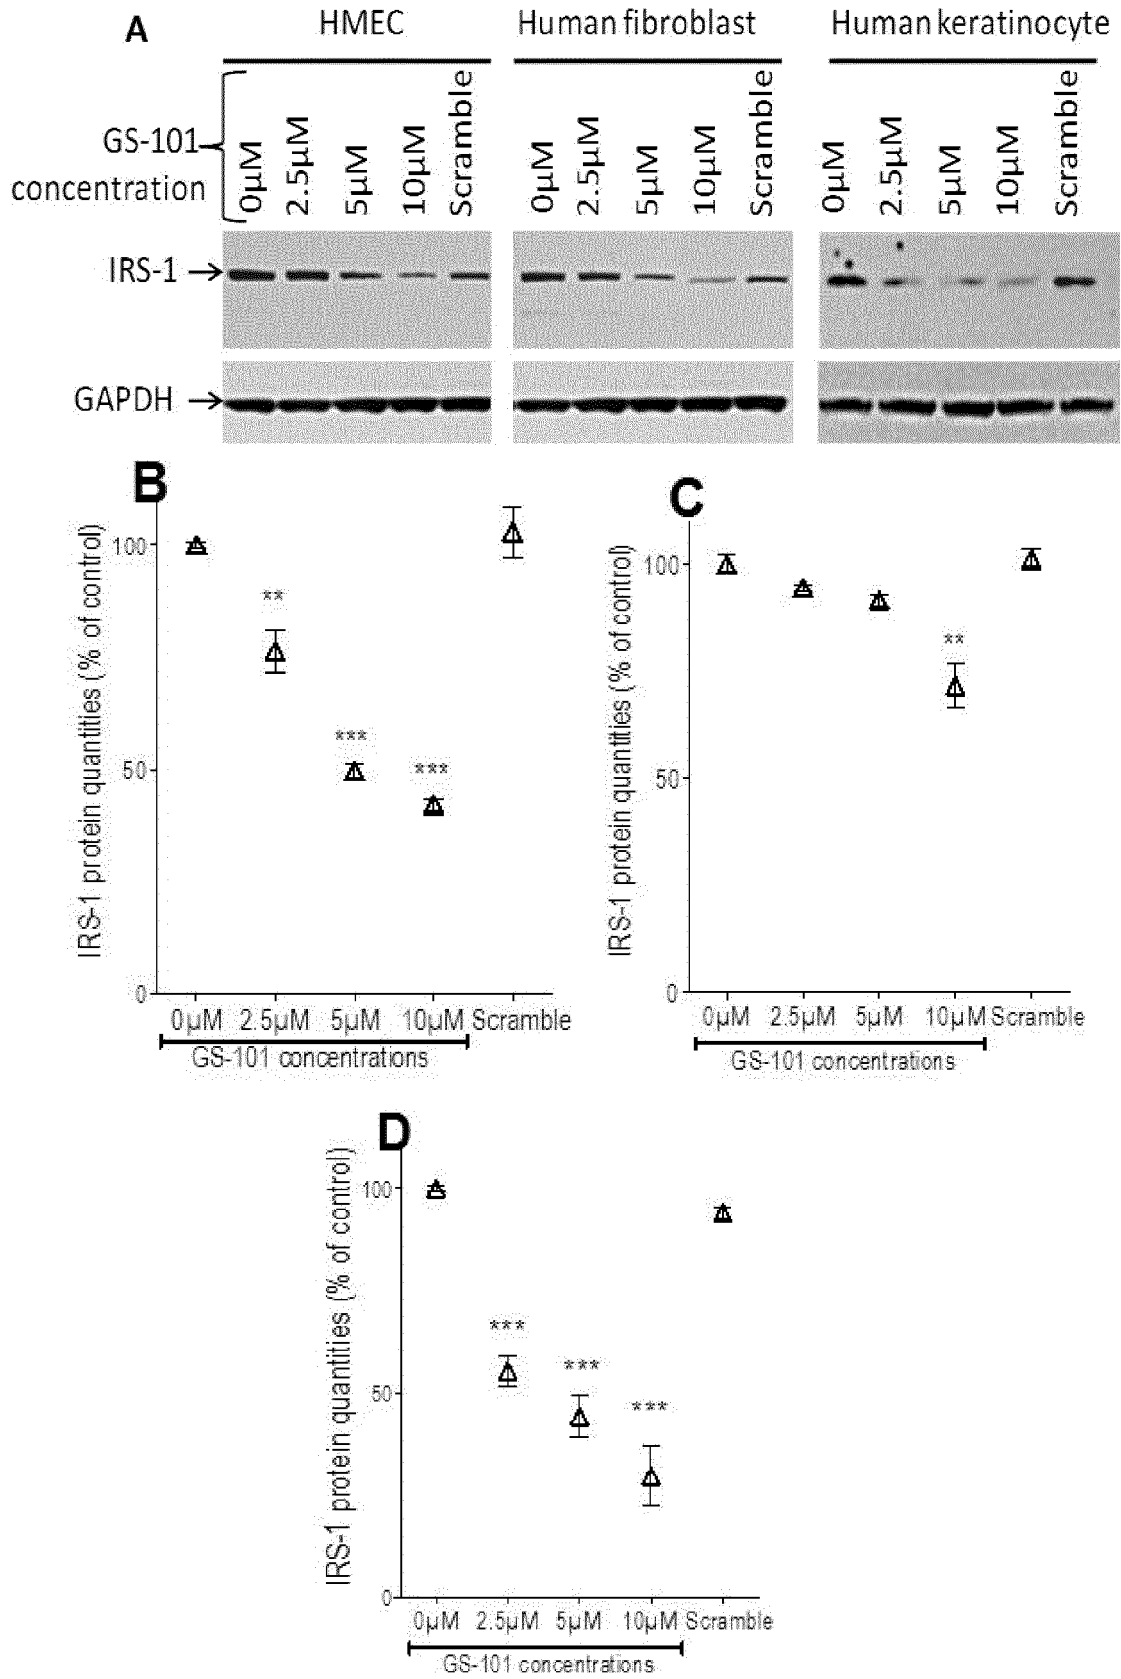 A
HMEC
Human fibroblast
Human keratinocyte
GS-101
concentration
0µM
2.5µM
5µM
10µM
Scramble
0µM
2.5µM
5µM
10µM
Scramble
0µM
2.5µM
5µM
10µM
Scramble
IRS-1
GAPDH
B
IRS-1 protein quantities (% of control)
100
**
***
***
50
0
0µM 2.5µM 5µM 10µM Scramble
GS-101 concentrations
C
IRS-1 protein quantities (% of control)
100
**
50
0
0µM 2.5µM 5µM 10µM Scramble
GS-101 concentrations
D
IRS-1 protein quantities (% of control)
100
***
***
***
50
0
0µM 2.5µM 5µM 10µM Scramble
GS-101 concentrations